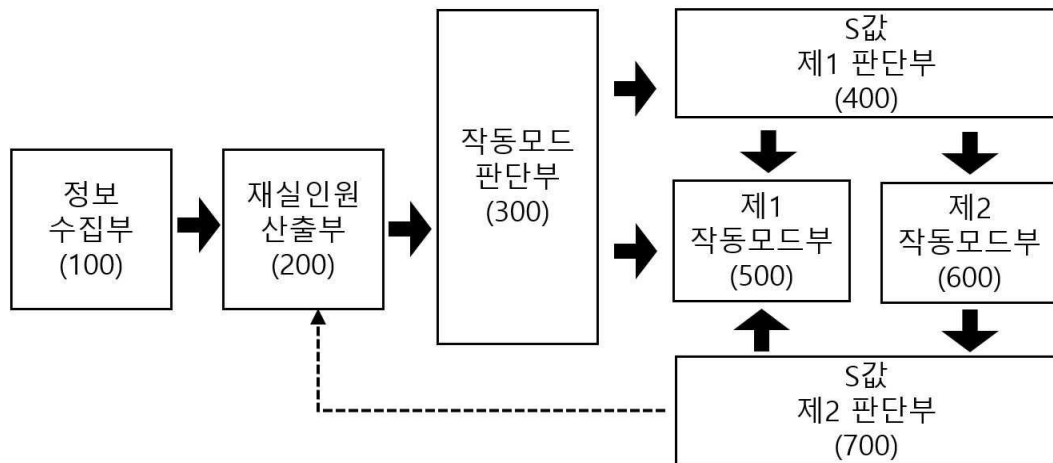 정보
수집부
(100)
재실인원
산출부
(200)
작동모드
판단부
(300)
S값
제1 판단부
(400)
제1
작동모드부
(500)
제2
작동모드부
(600)
S값
제2 판단부
(700)